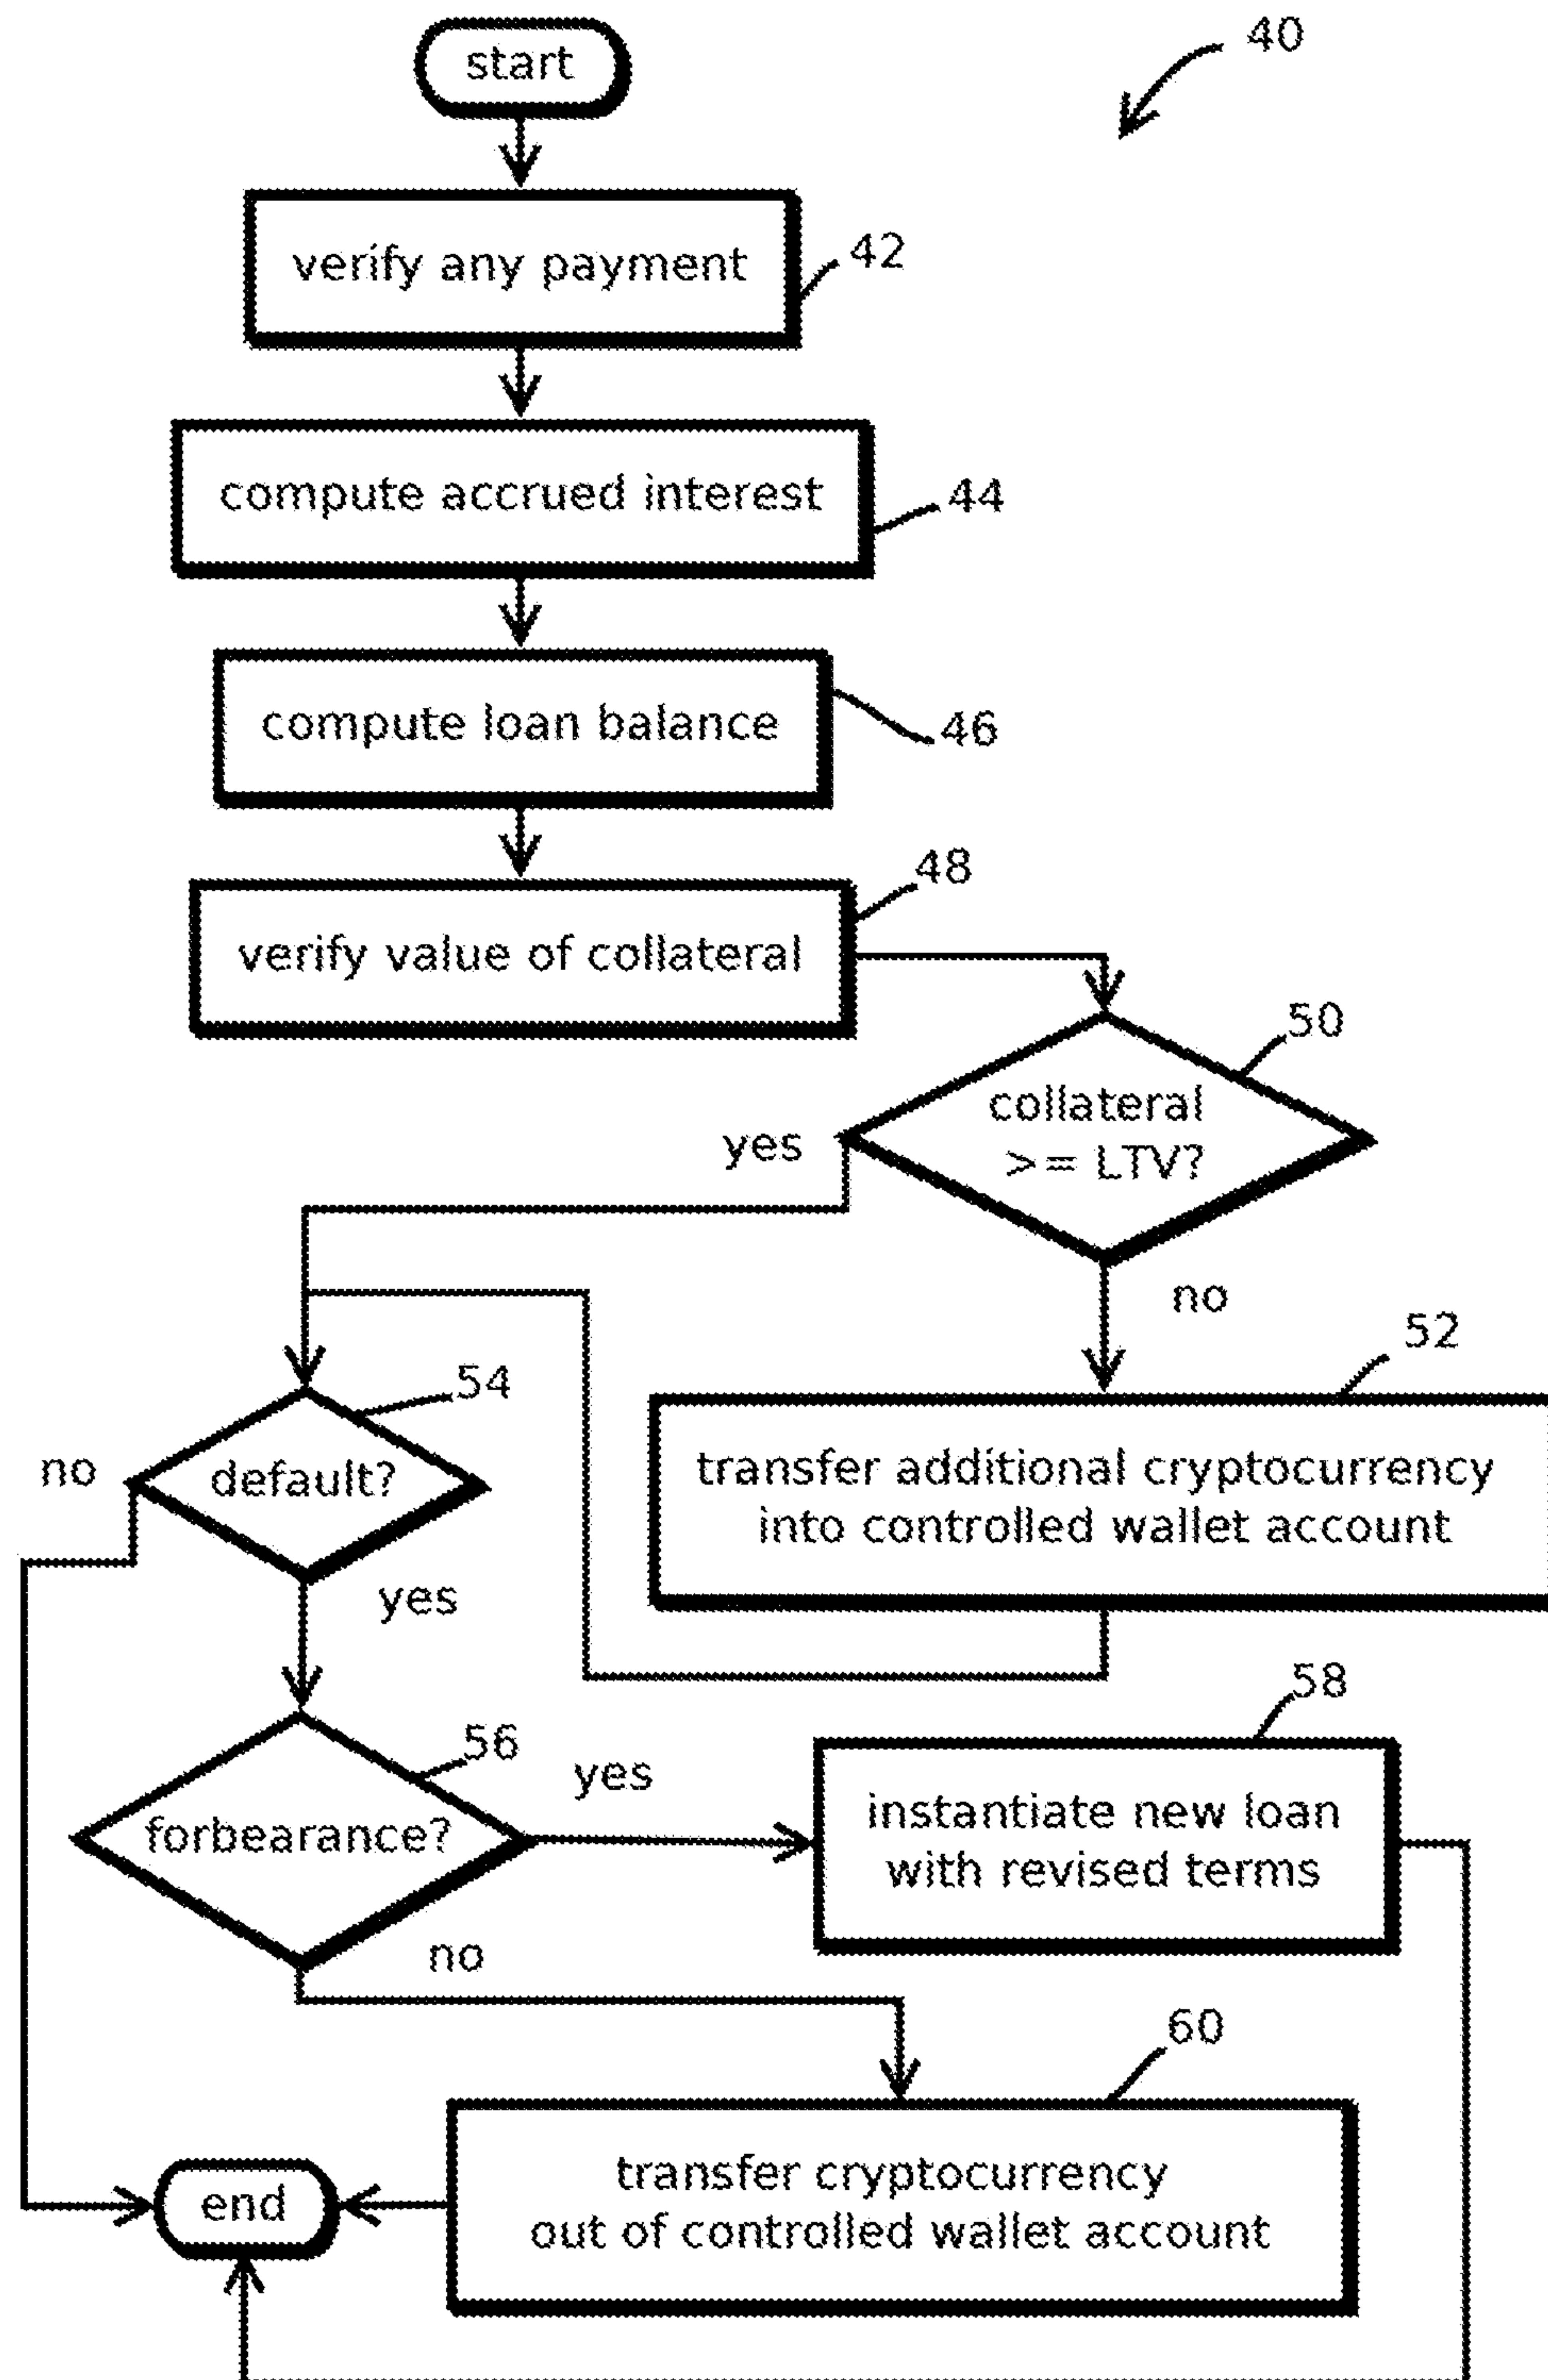 start
40
verify any payment
42
compute accrued interest
44
compute loan balance
46
verify value of collateral
48
50
collateral
>= LTV?
yes
no
52
transfer additional cryptocurrency
into controlled wallet account
54
default?
no
yes
56
forbearance?
yes
58
instantiate new loan
with revised terms
no
60
transfer cryptocurrency
out of controlled wallet account
end